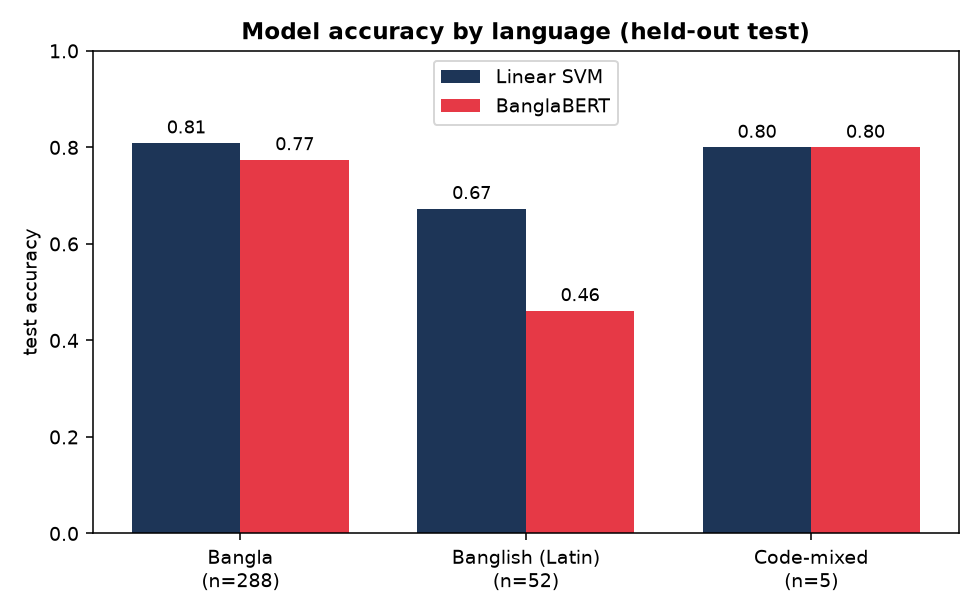 Model accuracy by language (held-out test)
Linear SVM
BanglaBERT
test accuracy
1.0
0.8
0.6
0.4
0.2
0.0
0.81
0.77
0.67
0.46
0.80
0.80
Bangla
(n=288)
Banglish (Latin)
(n=52)
Code-mixed
(n=5)